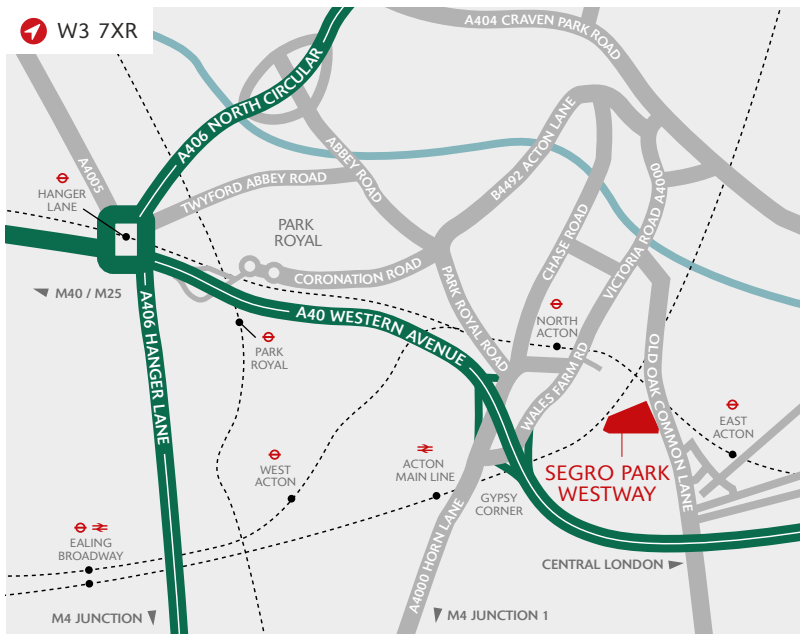 W3 7XR
A404 CRAVEN PARK ROAD
A406 NORTH CIRCULAR
A4005
HANGER
LANE
TWYFORD ABBEY ROAD
ABBEY ROAD
B4492 ACTON LANE
PARK
ROYAL
CORONATION ROAD
CHASE ROAD
VICTORIA ROAD A4000
M40 / M25
A406 HANGER LANE
A40 WESTERN AVENUE
PARK ROYAL ROAD
NORTH
ACTON
PARK
ROYAL
WALES FARM RD
OLD OAK COMMON LANE
EAST
ACTON
WEST
ACTON
ACTON
MAIN LINE
SEGRO PARK
WESTWAY
GYPSY
CORNER
EALING
BROADWAY
A4000 HORN LANE
CENTRAL LONDON
M4 JUNCTION
M4 JUNCTION 1